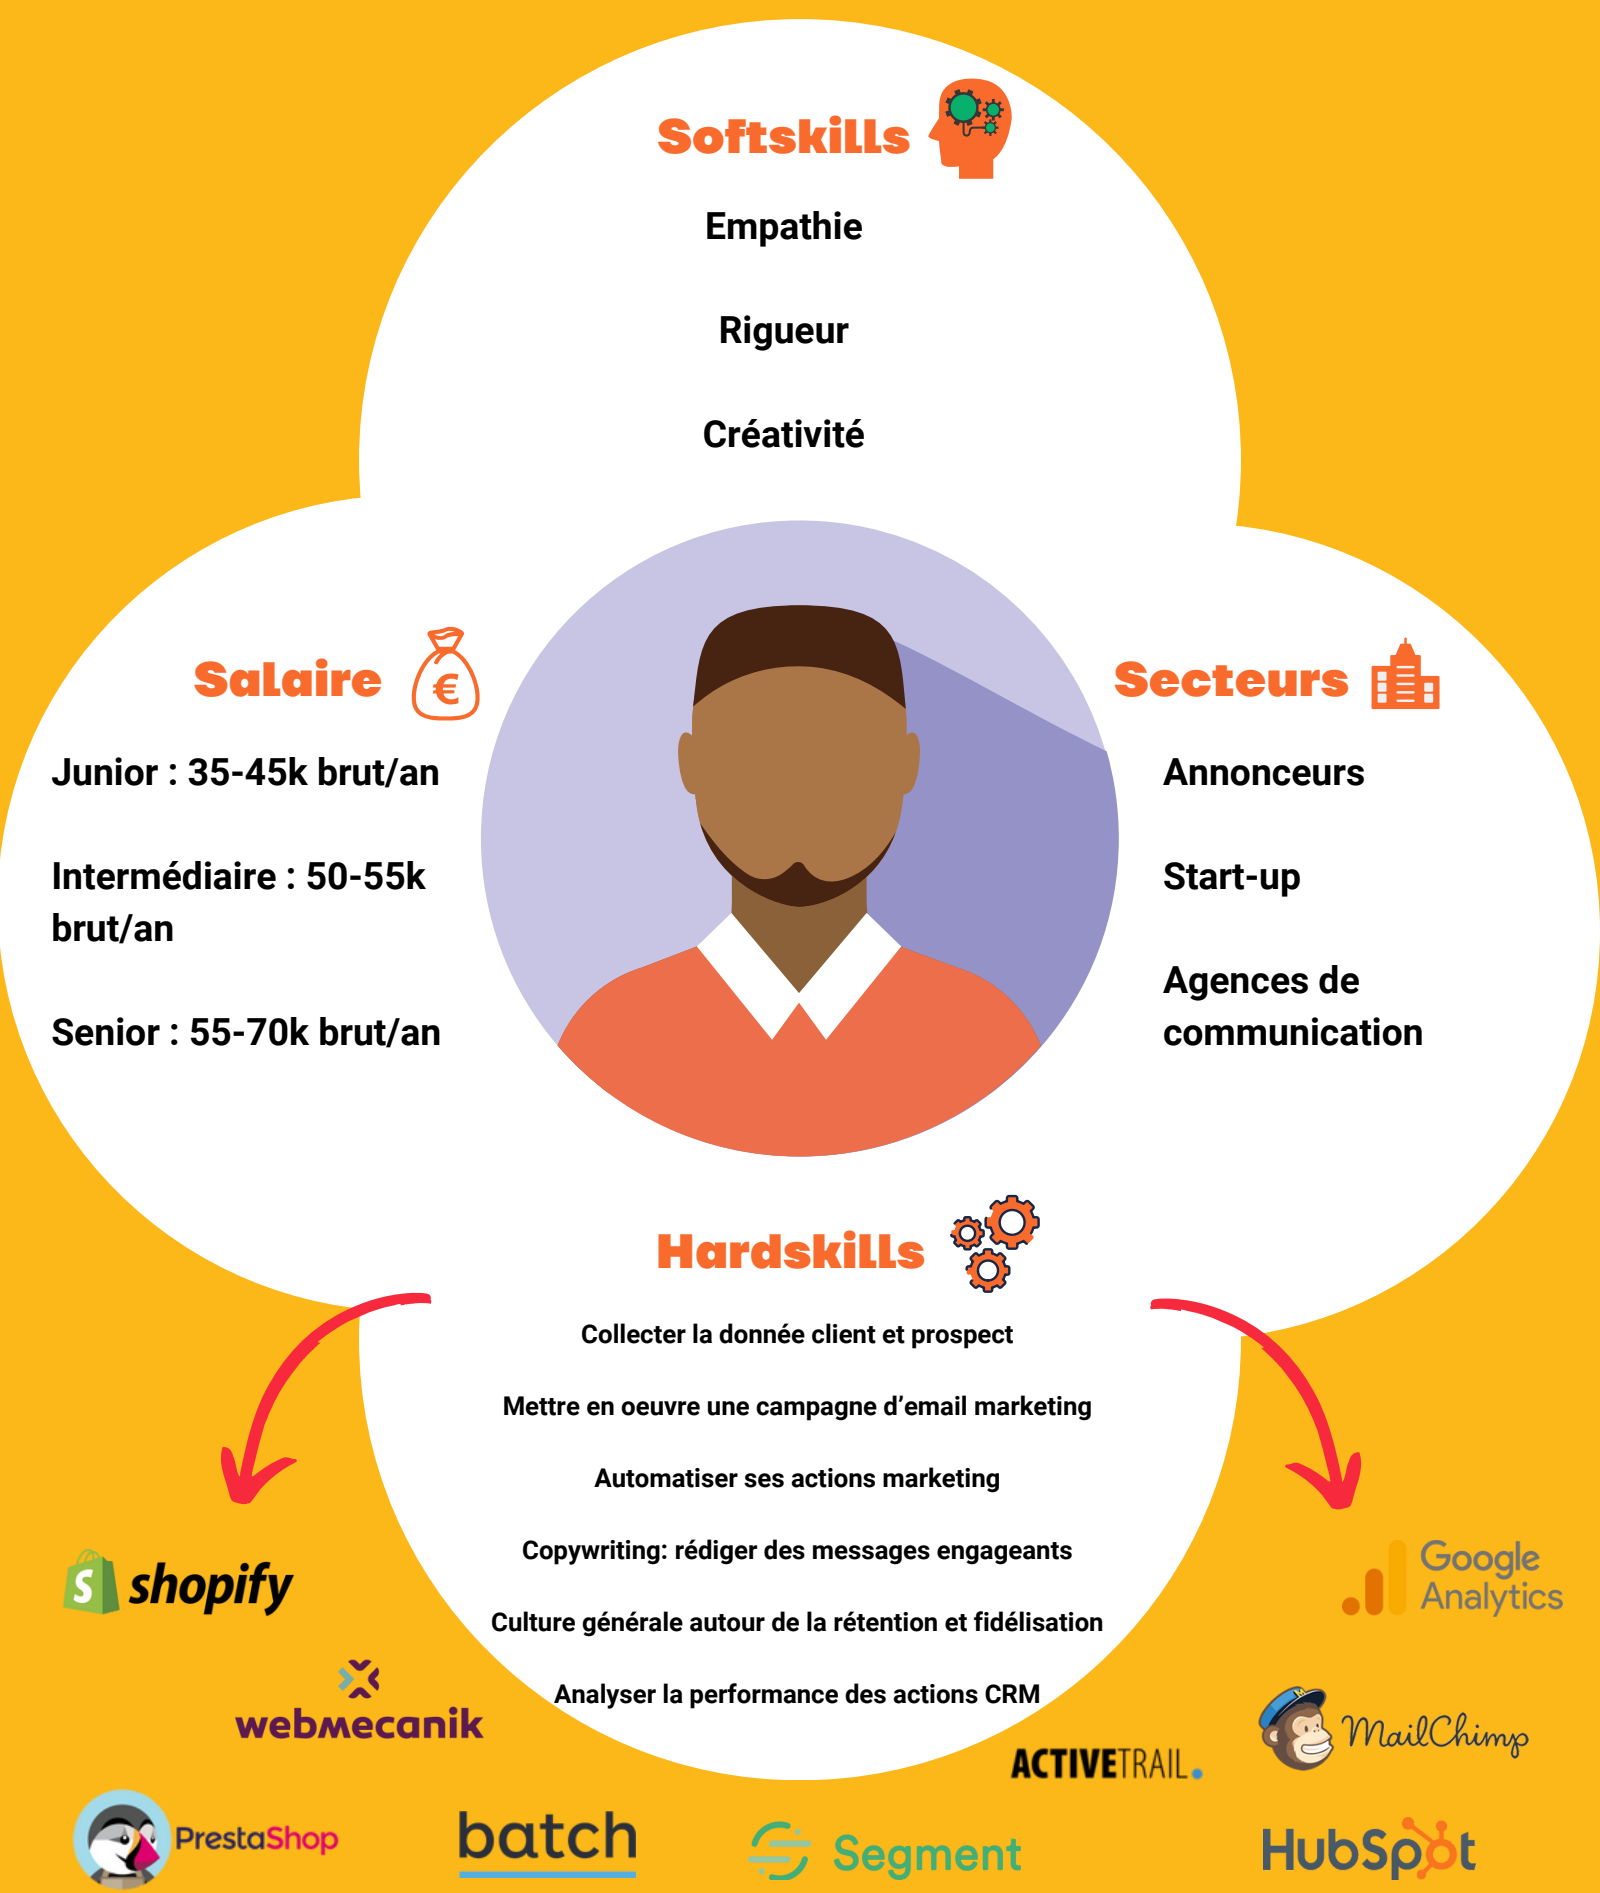 Softskills
Empathie
Rigueur
Créativité
Salaire
€
Junior : 35-45k brut/an
Intermédiaire : 50-55k
brut/an
Senior : 55-70k brut/an
Secteurs
Annonceurs
Start-up
Agences de
communication
Hardskills
Collecter la donnée client et prospect
Mettre en oeuvre une campagne d’email marketing
Automatiser ses actions marketing
Copywriting: rédiger des messages engageants
Culture générale autour de la rétention et fidélisation
Analyser la performance des actions CRM
shopify
webmecanik
PrestaShop
batch
Segment
ACTIVETRAIL.
Google
Analytics
MailChimp
HubSpot